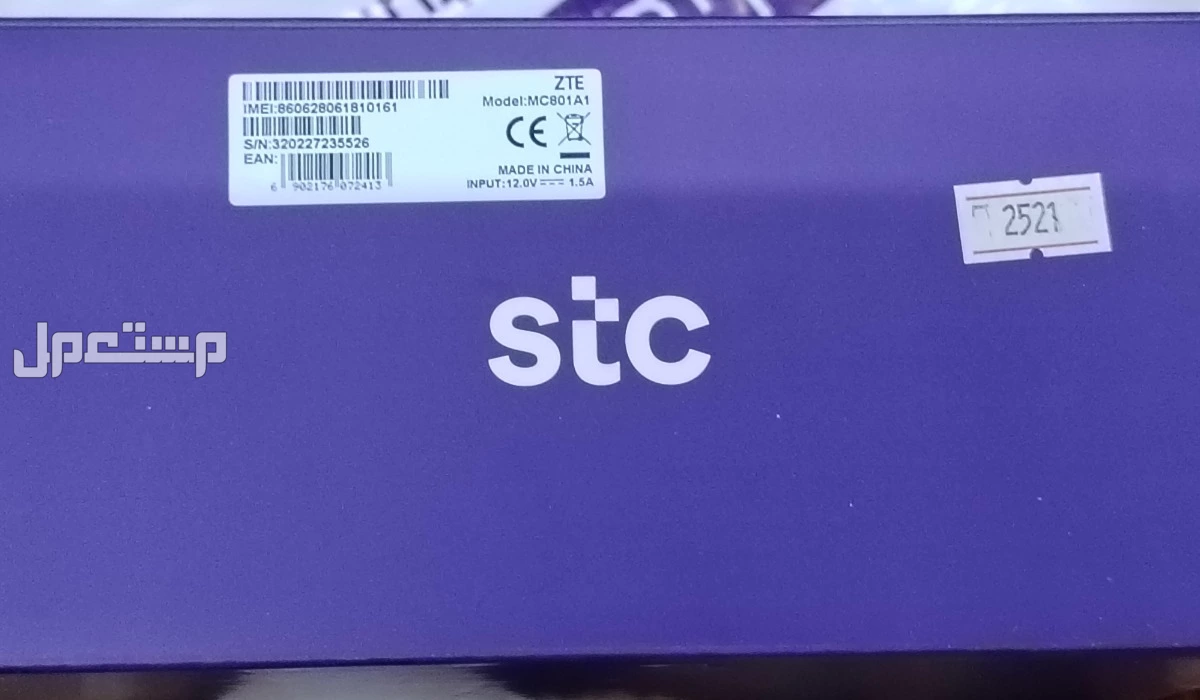 ZTE
IMEI:860628061810161
Model:MC801A1
S/N:320227235526
EAN:
6 902176 072413
MADE IN CHINA
INPUT:12.0V⎓1.5A
CE
2521
stc
مستعمل